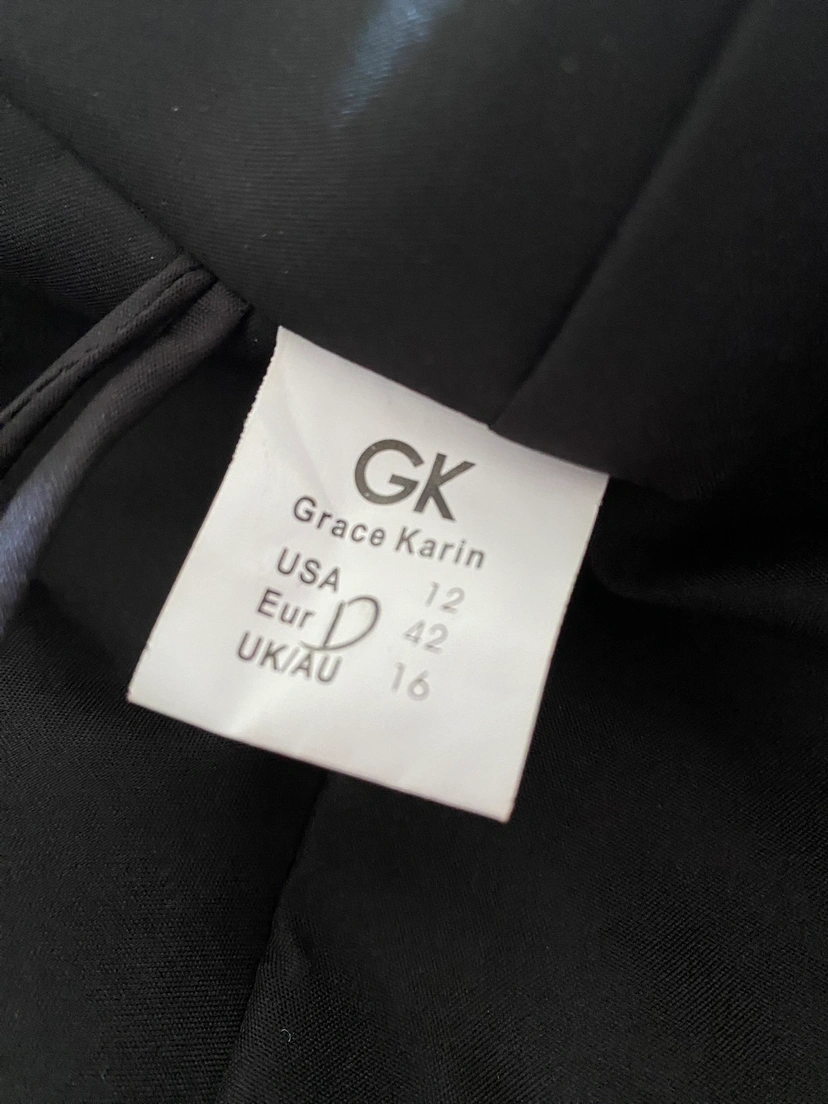 GK
Grace Karin
USA 12
Eur D 42
UK/AU 16